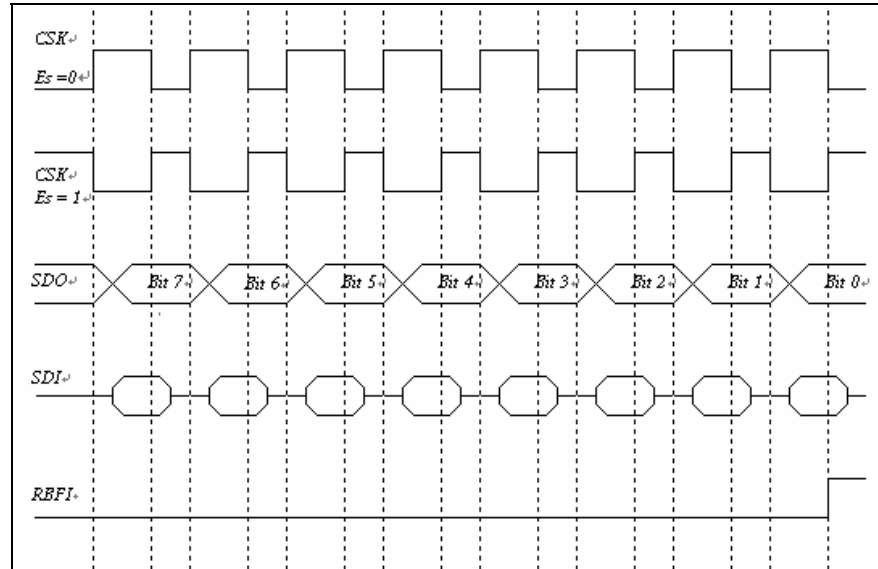 CSK↵
Es =0↵
CSK↵
Es = 1↵
SDO↵ Bit 7↵ Bit 6↵ Bit 5↵ Bit 4↵ Bit 3↵ Bit 2↵ Bit 1↵ Bit 0↵
SDI↵
RBFI↵